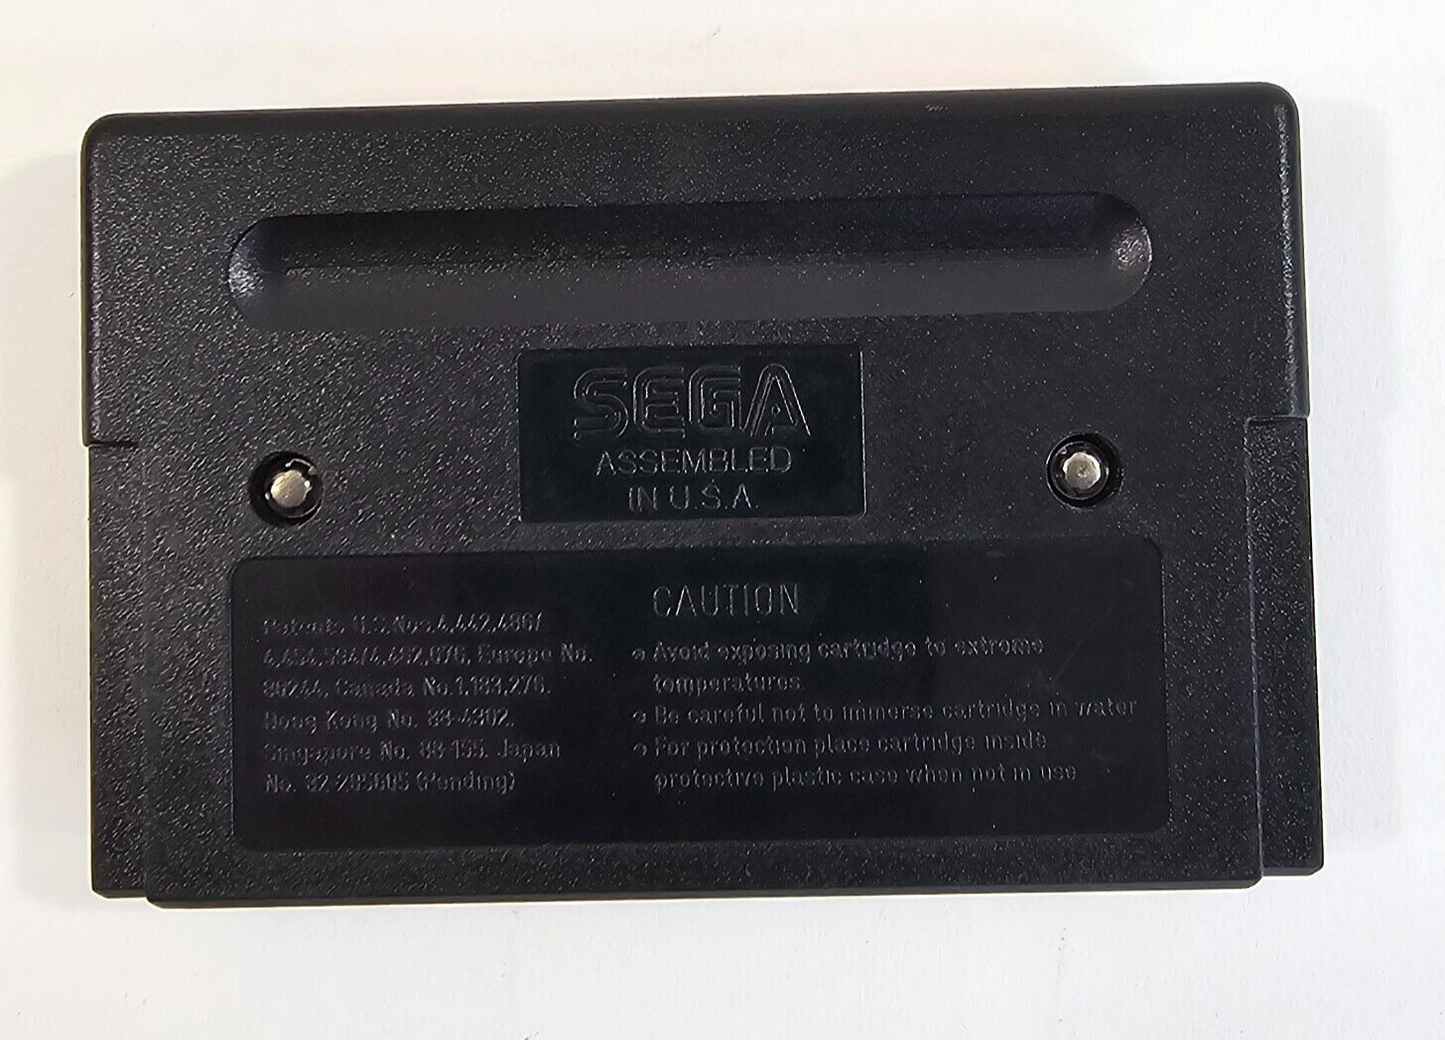 SEGA
ASSEMBLED
IN U.S.A.
Patents U.S.Nos.4,442,486/
4,454,594/4,462,076, Europe No.
80244, Canada No.1,183,276,
Hong Kong No. 88-4302,
Singapore No. 88-155, Japan
No. 82-205605 (Pending)
CAUTION
Avoid exposing cartridge to extreme
temperatures
Be careful not to immerse cartridge in water
For protection place cartridge inside
protective plastic case when not in use